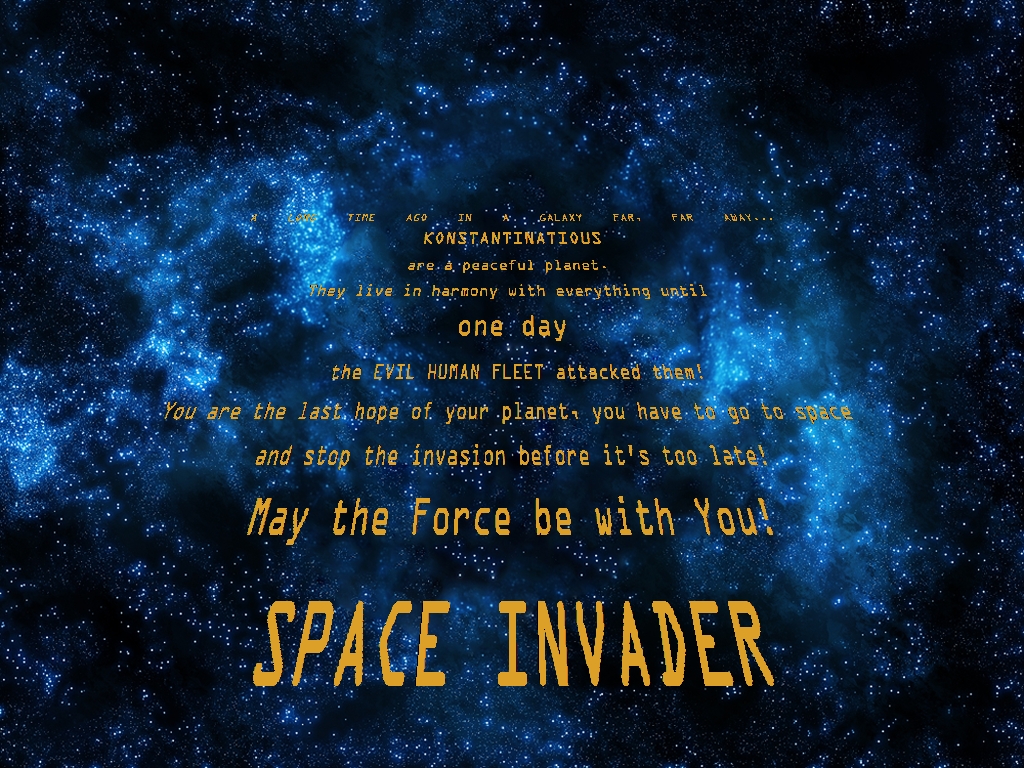 A LONG TIME AGO IN A GALAXY FAR, FAR AWAY...
KONSTANTINATIOUS
are a peaceful planet.
They live in harmony with everything until
one day
the EVIL HUMAN FLEET attacked them!
You are the last hope of your planet, you have to go to space
and stop the invasion before it's too late!
May the Force be with You!
SPACE INVADER